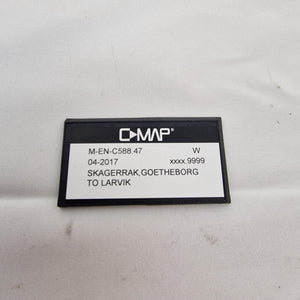 C-MAP®
M-EN-C588.47 W
04-2017 xxxx.9999
SKAGERRAK,GOETHEBORG
TO LARVIK